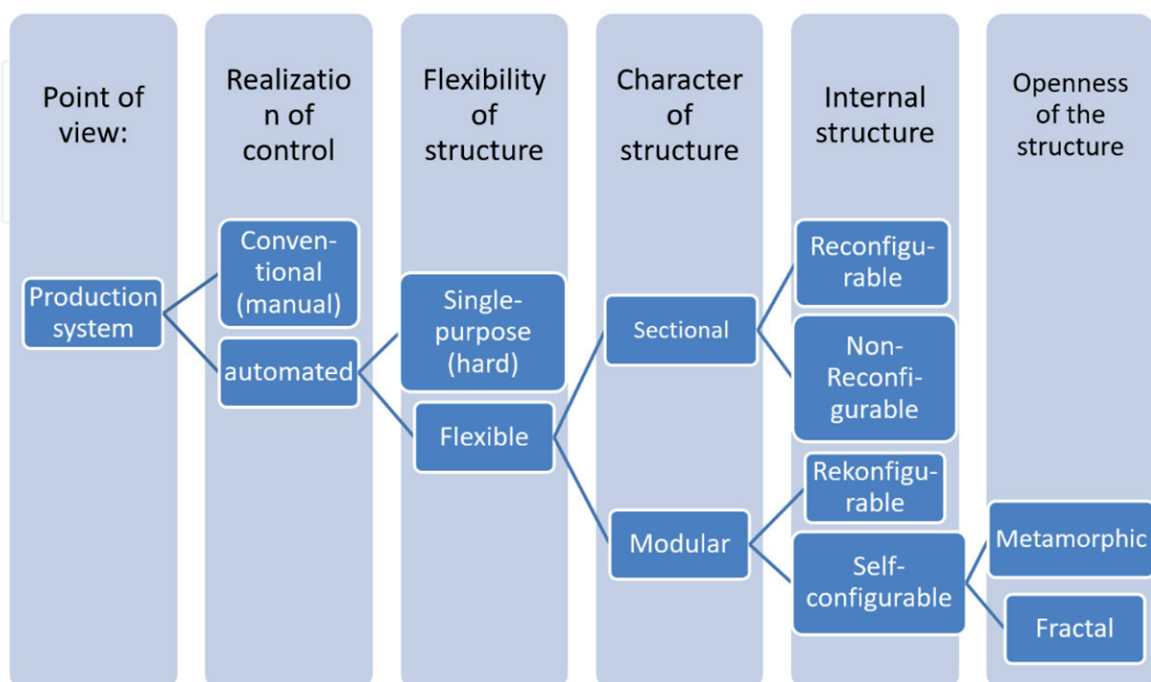 Point of
view:
Realizatio
n of
control
Flexibility
of
structure
Character
of
structure
Internal
structure
Openness
of the
structure
Production
system
Conven-
tional
(manual)
automated
Single-
purpose
(hard)
Flexible
Sectional
Modular
Reconfigu-
rable
Non-
Reconfi-
gurable
Rekonfigu-
rable
Self-
configurable
Metamorphic
Fractal